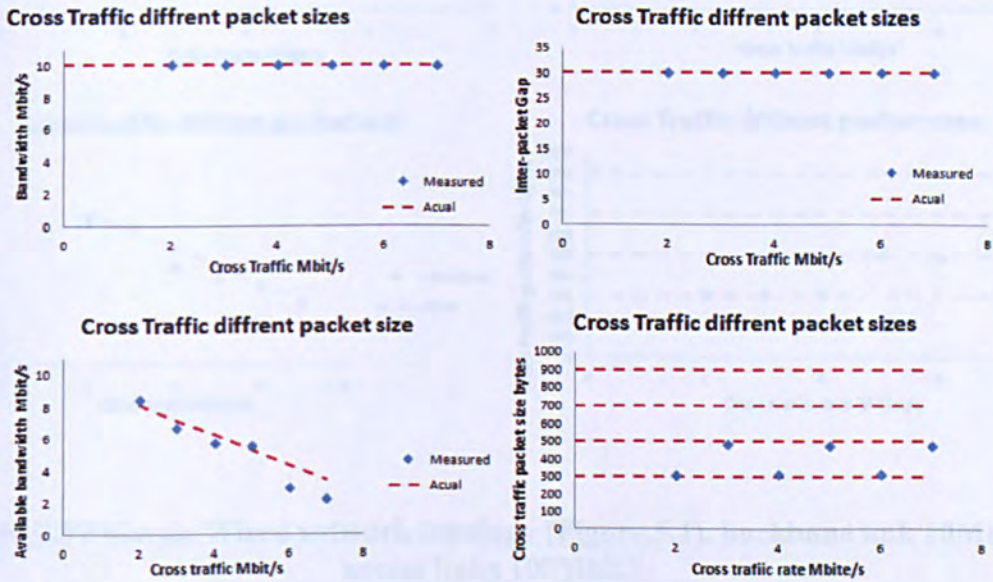 Cross Traffic diffrent packet sizes
Bandwidth Mbit/s
10
8
6
4
2
0
0 2 4 6 8
Measured
Acual
Cross Traffic Mbit/s
Cross Traffic diffrent packet sizes
Inter-packet Gap
35
30
25
20
15
10
5
0
0 2 4 6 8
Measured
Acual
Cross Traffic Mbit/s
Cross Traffic diffrent packet size
Available bandwidth Mbit/s
10
8
6
4
2
0
0 2 4 6 8
Measured
Acual
Cross traffic Mbit/s
Cross Traffic diffrent packet sizes
Cross traffic packet size bytes
1000
900
800
700
600
500
400
300
200
100
0
0 2 4 6 8
Cross trafiic rate Mbite/s